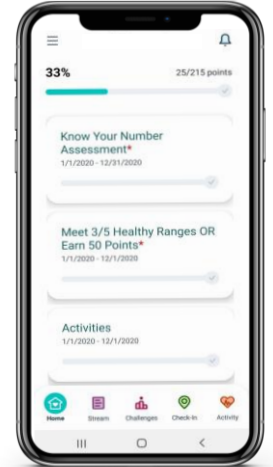 33% 25/215 points
Know Your Number
Assessment*
1/1/2020 - 12/31/2020
Meet 3/5 Healthy Ranges OR
Earn 50 Points*
1/1/2020 - 12/1/2020
Activities
1/1/2020 - 12/1/2020
Home Stream Challenges Check-In Activity